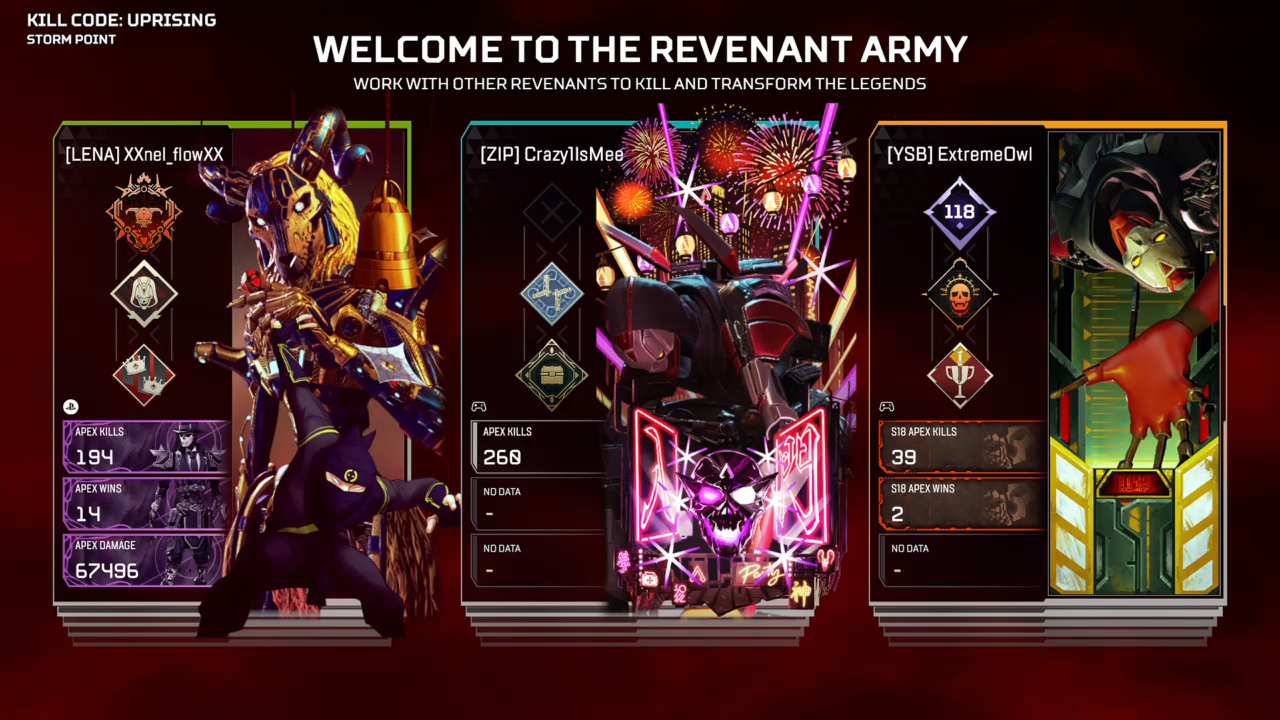 KILL CODE: UPRISING
STORM POINT
WELCOME TO THE REVENANT ARMY
WORK WITH OTHER REVENANTS TO KILL AND TRANSFORM THE LEGENDS
[LENA] XXnel_flowXX
APEX KILLS
194
APEX WINS
14
APEX DAMAGE
67496
[ZIP] Crazy1IsMee
APEX KILLS
260
NO DATA
-
NO DATA
-
Party
神
[YSB] ExtremeOwl
118
S18 APEX KILLS
39
S18 APEX WINS
2
NO DATA
-